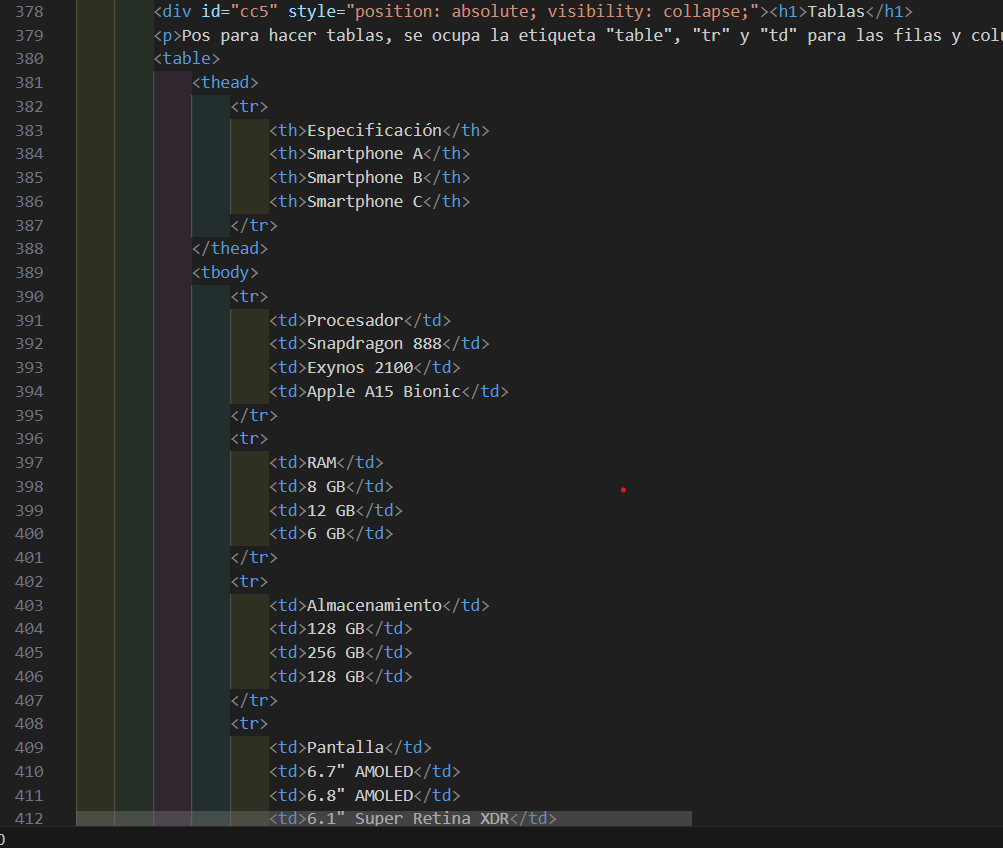 378 <div id="cc5" style="position: absolute; visibility: collapse;"><h1>Tablas</h1>
379 <p>Pos para hacer tablas, se ocupa la etiqueta "table", "tr" y "td" para las filas y colu
380 <table>
381 <thead>
382 <tr>
383 <th>Especificación</th>
384 <th>Smartphone A</th>
385 <th>Smartphone B</th>
386 <th>Smartphone C</th>
387 </tr>
388 </thead>
389 <tbody>
390 <tr>
391 <td>Procesador</td>
392 <td>Snapdragon 888</td>
393 <td>Exynos 2100</td>
394 <td>Apple A15 Bionic</td>
395 </tr>
396 <tr>
397 <td>RAM</td>
398 <td>8 GB</td>
399 <td>12 GB</td>
400 <td>6 GB</td>
401 </tr>
402 <tr>
403 <td>Almacenamiento</td>
404 <td>128 GB</td>
405 <td>256 GB</td>
406 <td>128 GB</td>
407 </tr>
408 <tr>
409 <td>Pantalla</td>
410 <td>6.7" AMOLED</td>
411 <td>6.8" AMOLED</td>
412 <td>6.1" Super Retina XDR</td>
0